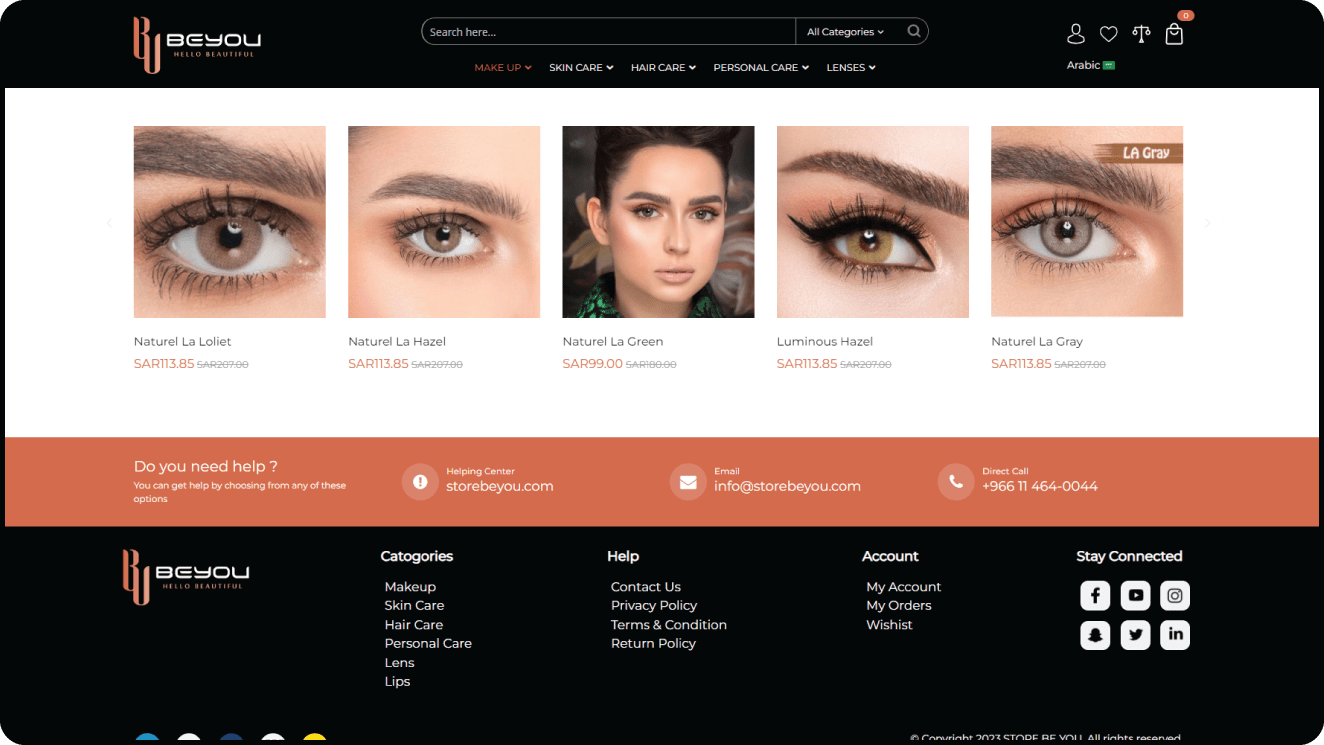 BEYOU
HELLO BEAUTIFUL
Search here...
All Categories
0
MAKE UP
SKIN CARE
HAIR CARE
PERSONAL CARE
LENSES
Arabic
LA Gray
Naturel La Loliet
SAR113.85 SAR207.00
Naturel La Hazel
SAR113.85 SAR207.00
Naturel La Green
SAR99.00 SAR180.00
Luminous Hazel
SAR113.85 SAR207.00
Naturel La Gray
SAR113.85 SAR207.00
Do you need help ?
You can get help by choosing from any of these
options
Helping Center
storebeyou.com
Email
info@storebeyou.com
Direct Call
+966 11 464-0044
BEYOU
HELLO BEAUTIFUL
Catogories
Makeup
Skin Care
Hair Care
Personal Care
Lens
Lips
Help
Contact Us
Privacy Policy
Terms & Condition
Return Policy
Account
My Account
My Orders
Wishist
Stay Connected
© Copyright 2023 STORE BE YOU. All rights reserved